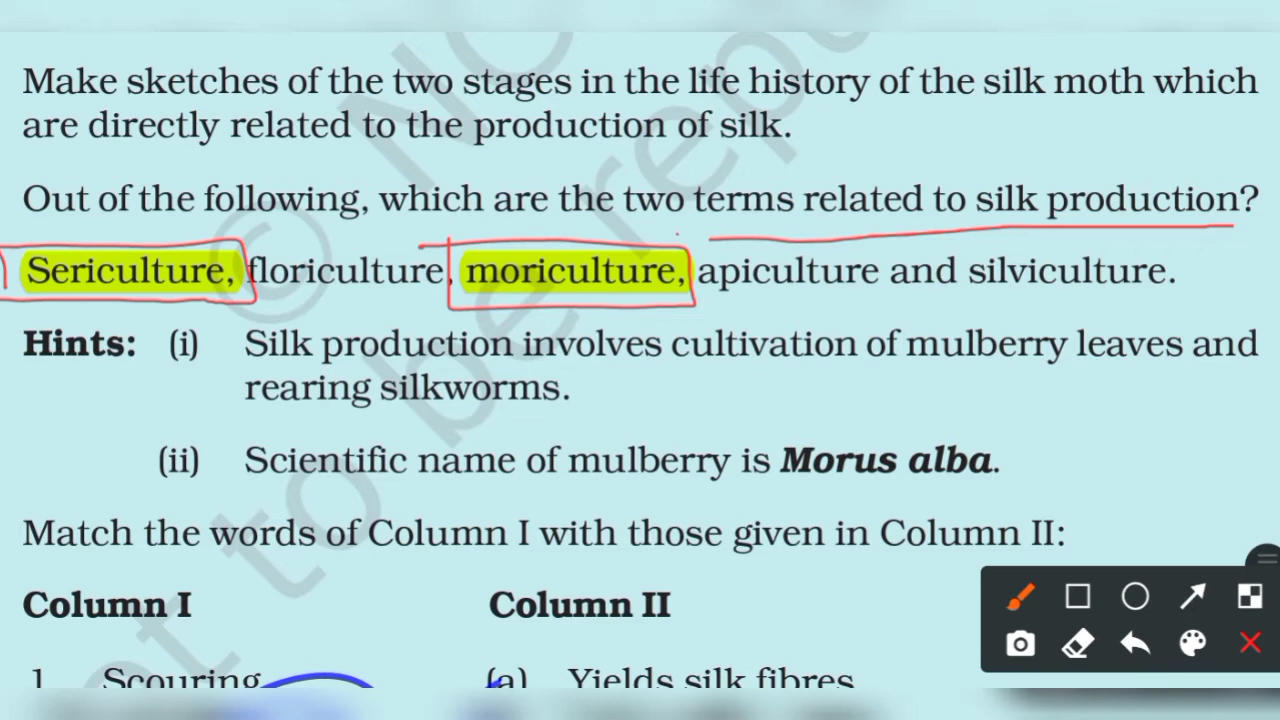 Make sketches of the two stages in the life history of the silk moth which
are directly related to the production of silk.
Out of the following, which are the two terms related to silk production?
Sericulture, floriculture, moriculture, apiculture and silviculture.
Hints: (i) Silk production involves cultivation of mulberry leaves and
rearing silkworms.
(ii) Scientific name of mulberry is Morus alba.
Match the words of Column I with those given in Column II:
Column I Column II
1. Scouring (a) Yields silk fibres